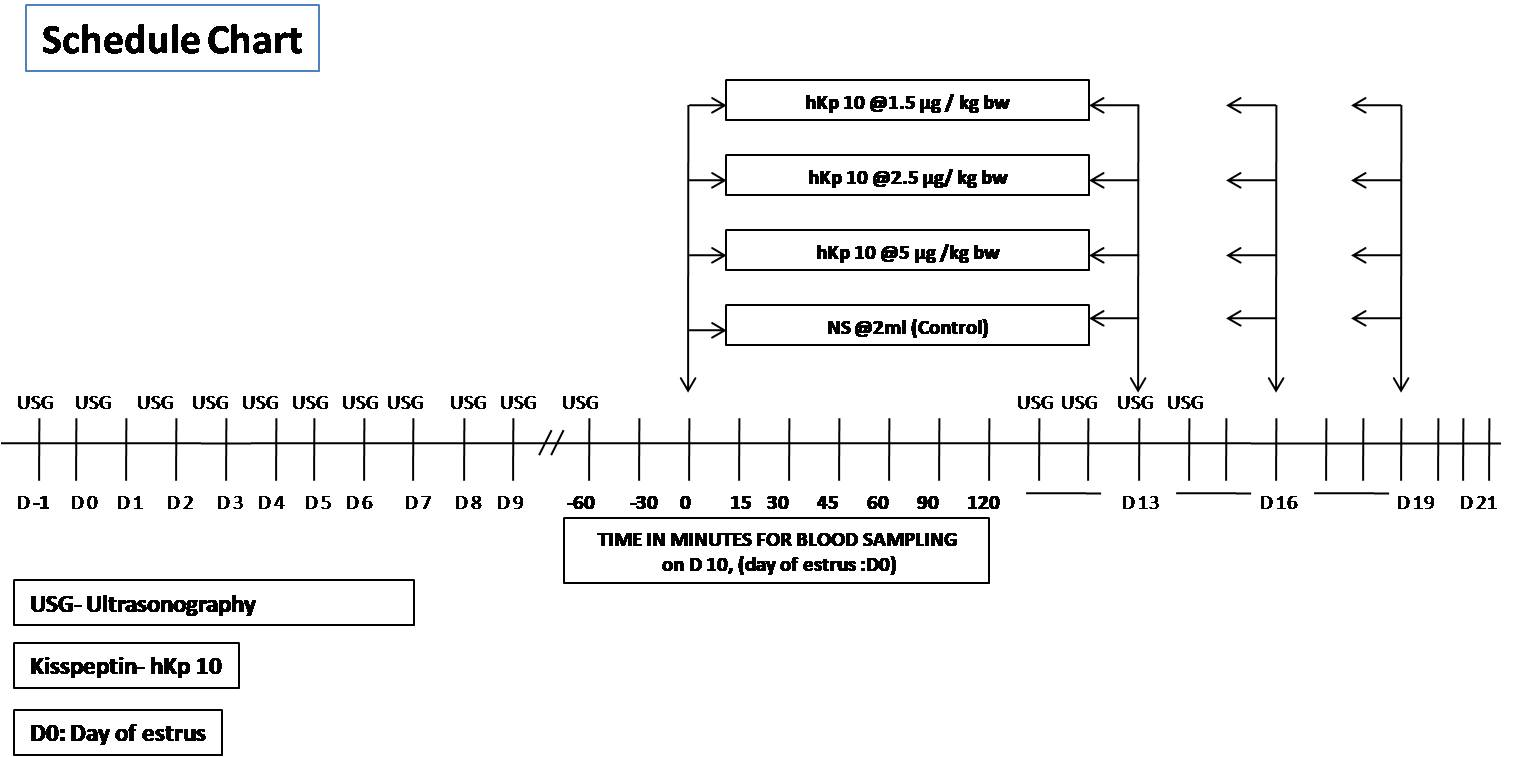 Schedule Chart
hKp 10 @1.5 µg / kg bw
hKp 10 @2.5 µg/ kg bw
hKp 10 @5 µg /kg bw
NS @2ml (Control)
USG USG USG USG USG USG USG USG USG USG USG USG USG USG USG
D -1 D0 D1 D2 D3 D4 D5 D6 D7 D8 D9 -60 -30 0 15 30 45 60 90 120 D13 D16 D19 D21
TIME IN MINUTES FOR BLOOD SAMPLING
on D 10, (day of estrus :D0)
USG- Ultrasonography
Kisspeptin- hKp 10
D0: Day of estrus